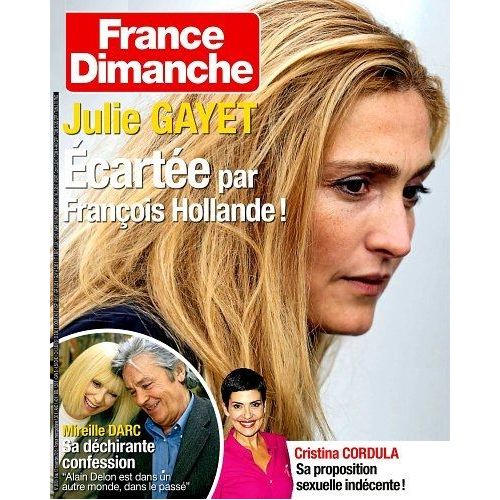 France
Dimanche
Julie GAYET
Écartée par
François Hollande !
Mireille DARC
Sa déchirante
confession
"Alain Delon est dans un
autre monde, dans le passé"
Cristina CORDULA
Sa proposition
sexuelle indécente !